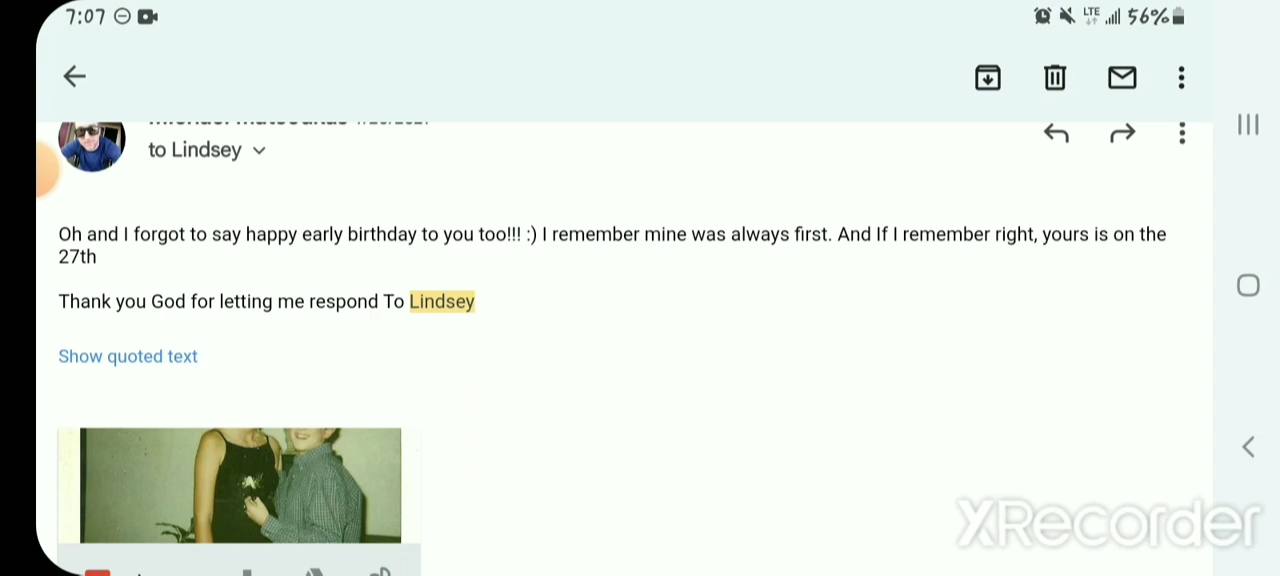 7:07
LTE 56%
to Lindsey
Oh and I forgot to say happy early birthday to you too!!! :) I remember mine was always first. And If I remember right, yours is on the
27th
Thank you God for letting me respond To Lindsey
Show quoted text
XRecorder